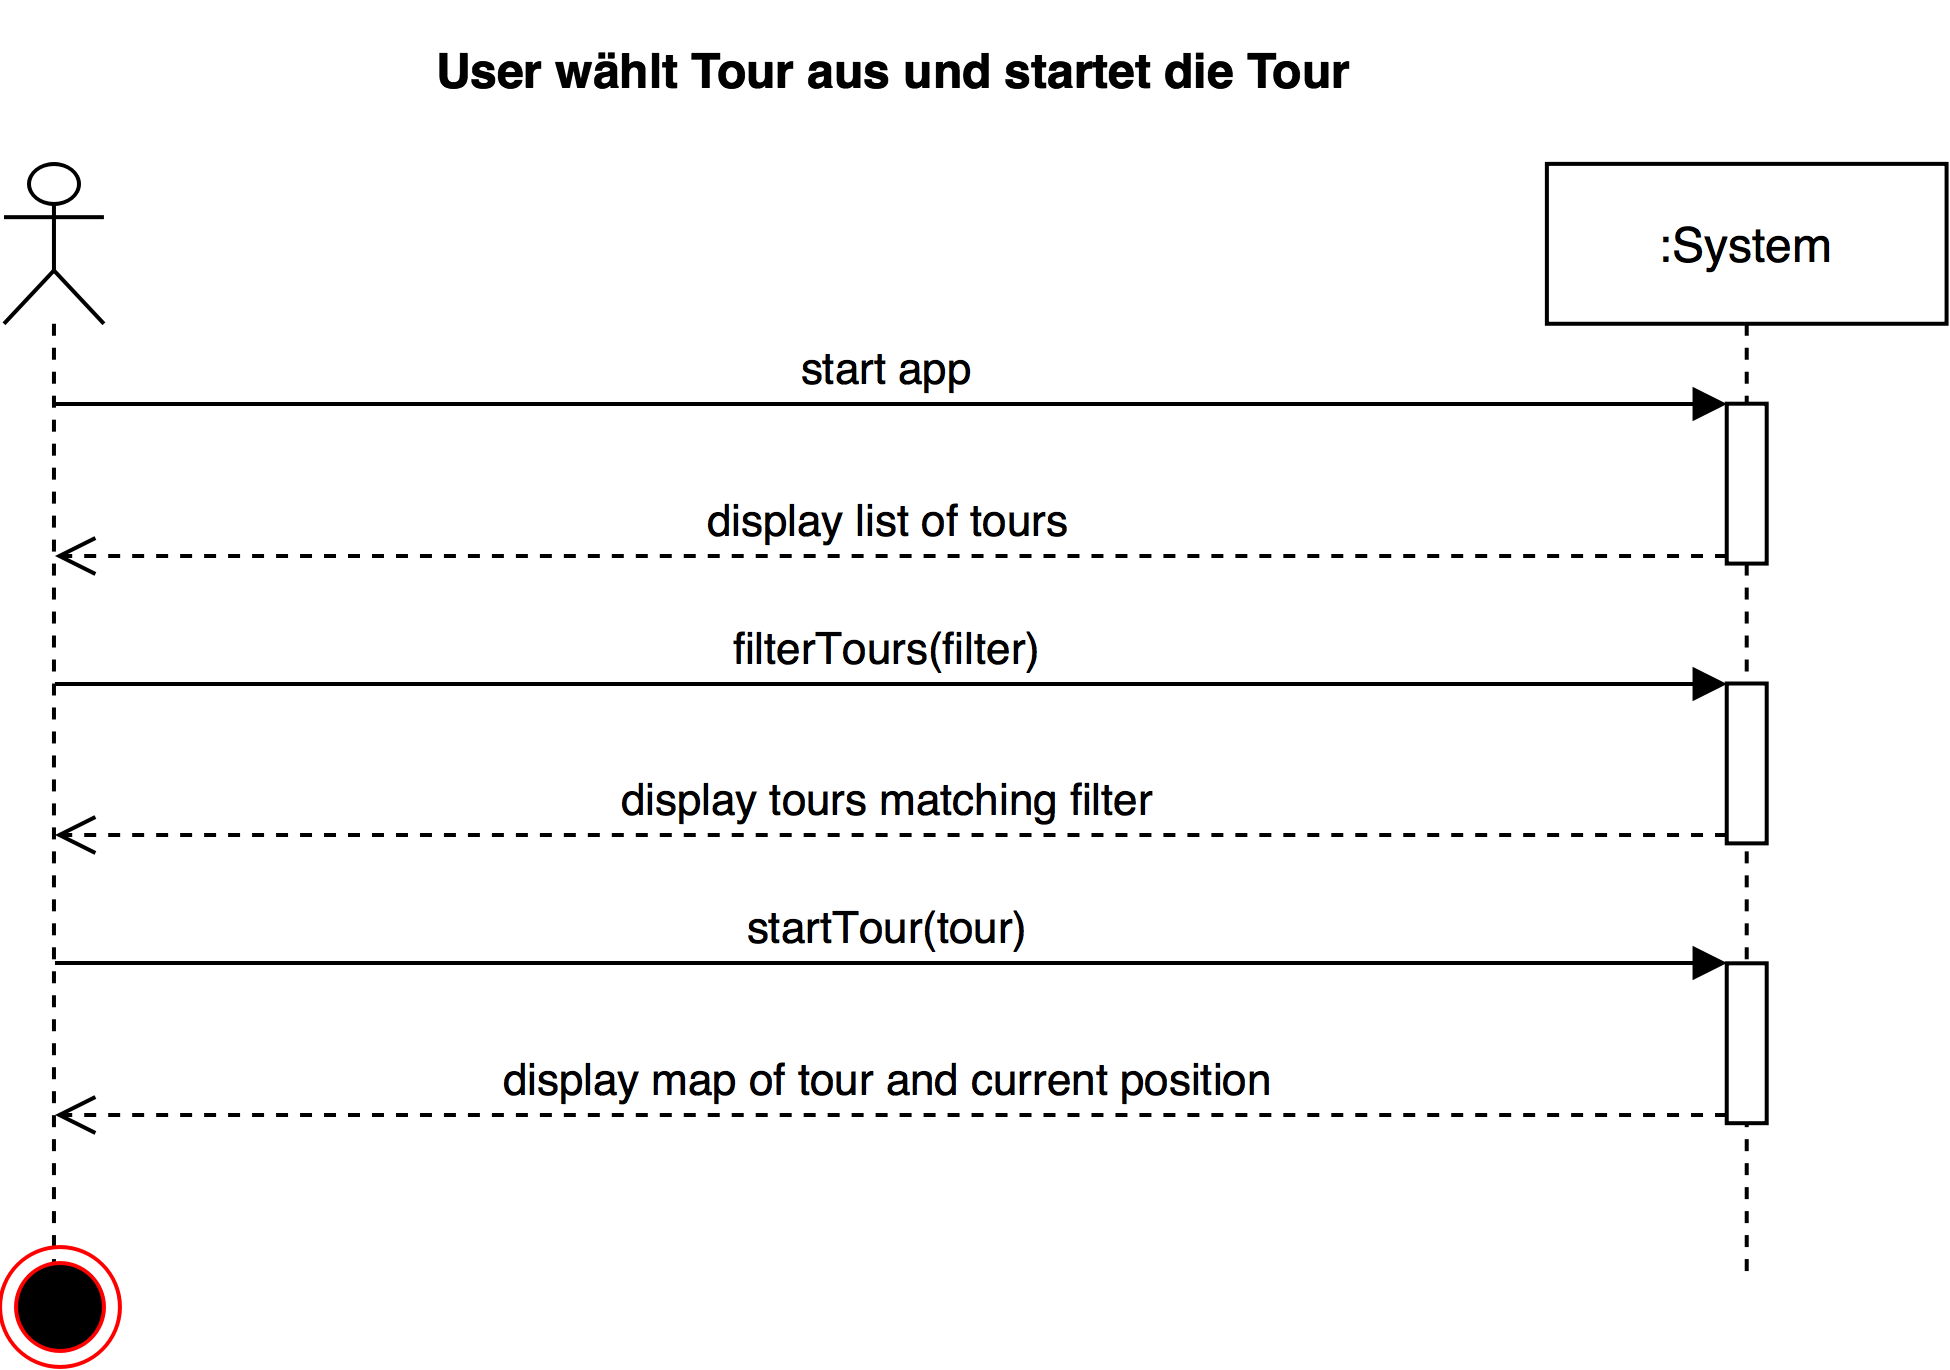 User wählt Tour aus und startet die Tour
:System
start app
display list of tours
filterTours(filter)
display tours matching filter
startTour(tour)
display map of tour and current position